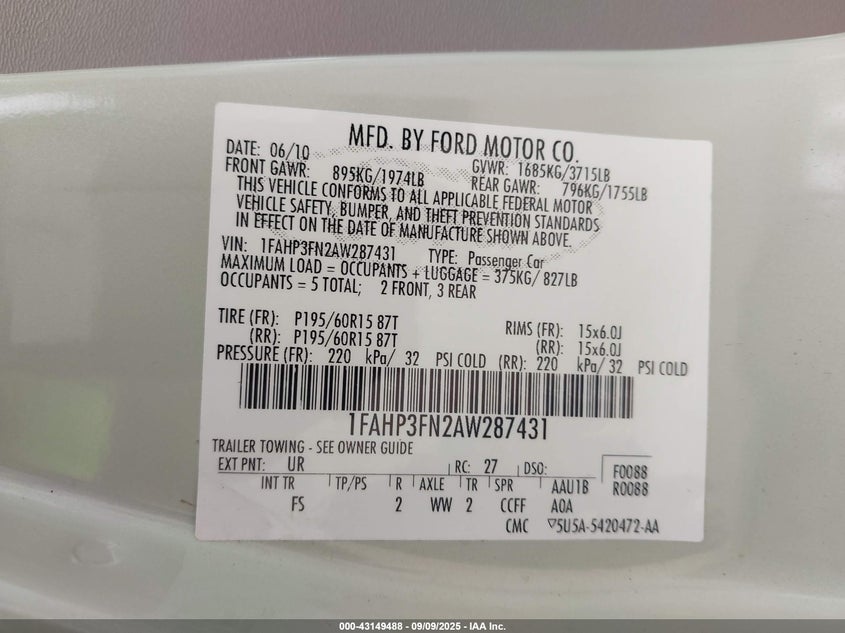 MFD. BY FORD MOTOR CO.
DATE: 06/10 GVWR: 1685KG/3715LB
FRONT GAWR: 895KG/1974LB REAR GAWR: 796KG/1755LB
THIS VEHICLE CONFORMS TO ALL APPLICABLE FEDERAL MOTOR
VEHICLE SAFETY, BUMPER, AND THEFT PREVENTION STANDARDS
IN EFFECT ON THE DATE OF MANUFACTURE SHOWN ABOVE.
VIN: 1FAHP3FN2AW287431 TYPE: Passenger Car
MAXIMUM LOAD = OCCUPANTS + LUGGAGE = 375KG/ 827LB
OCCUPANTS = 5 TOTAL; 2 FRONT, 3 REAR
TIRE (FR): P195/60R15 87T RIMS (FR): 15x6.0J
(RR): P195/60R15 87T (RR): 15x6.0J
PRESSURE (FR): 220 kPa/ 32 PSI COLD (RR): 220 kPa/ 32 PSI COLD
1FAHP3FN2AW287431
TRAILER TOWING - SEE OWNER GUIDE
EXT PNT: UR RC: 27 DSO: F0088
R0088
INT TR TP/PS R AXLE TR SPR AAU1B
FS 2 WW 2 CCFF AOA
CMC ▽5U5A-5420472-AA
000-43149488 - 09/09/2025 - IAA Inc.